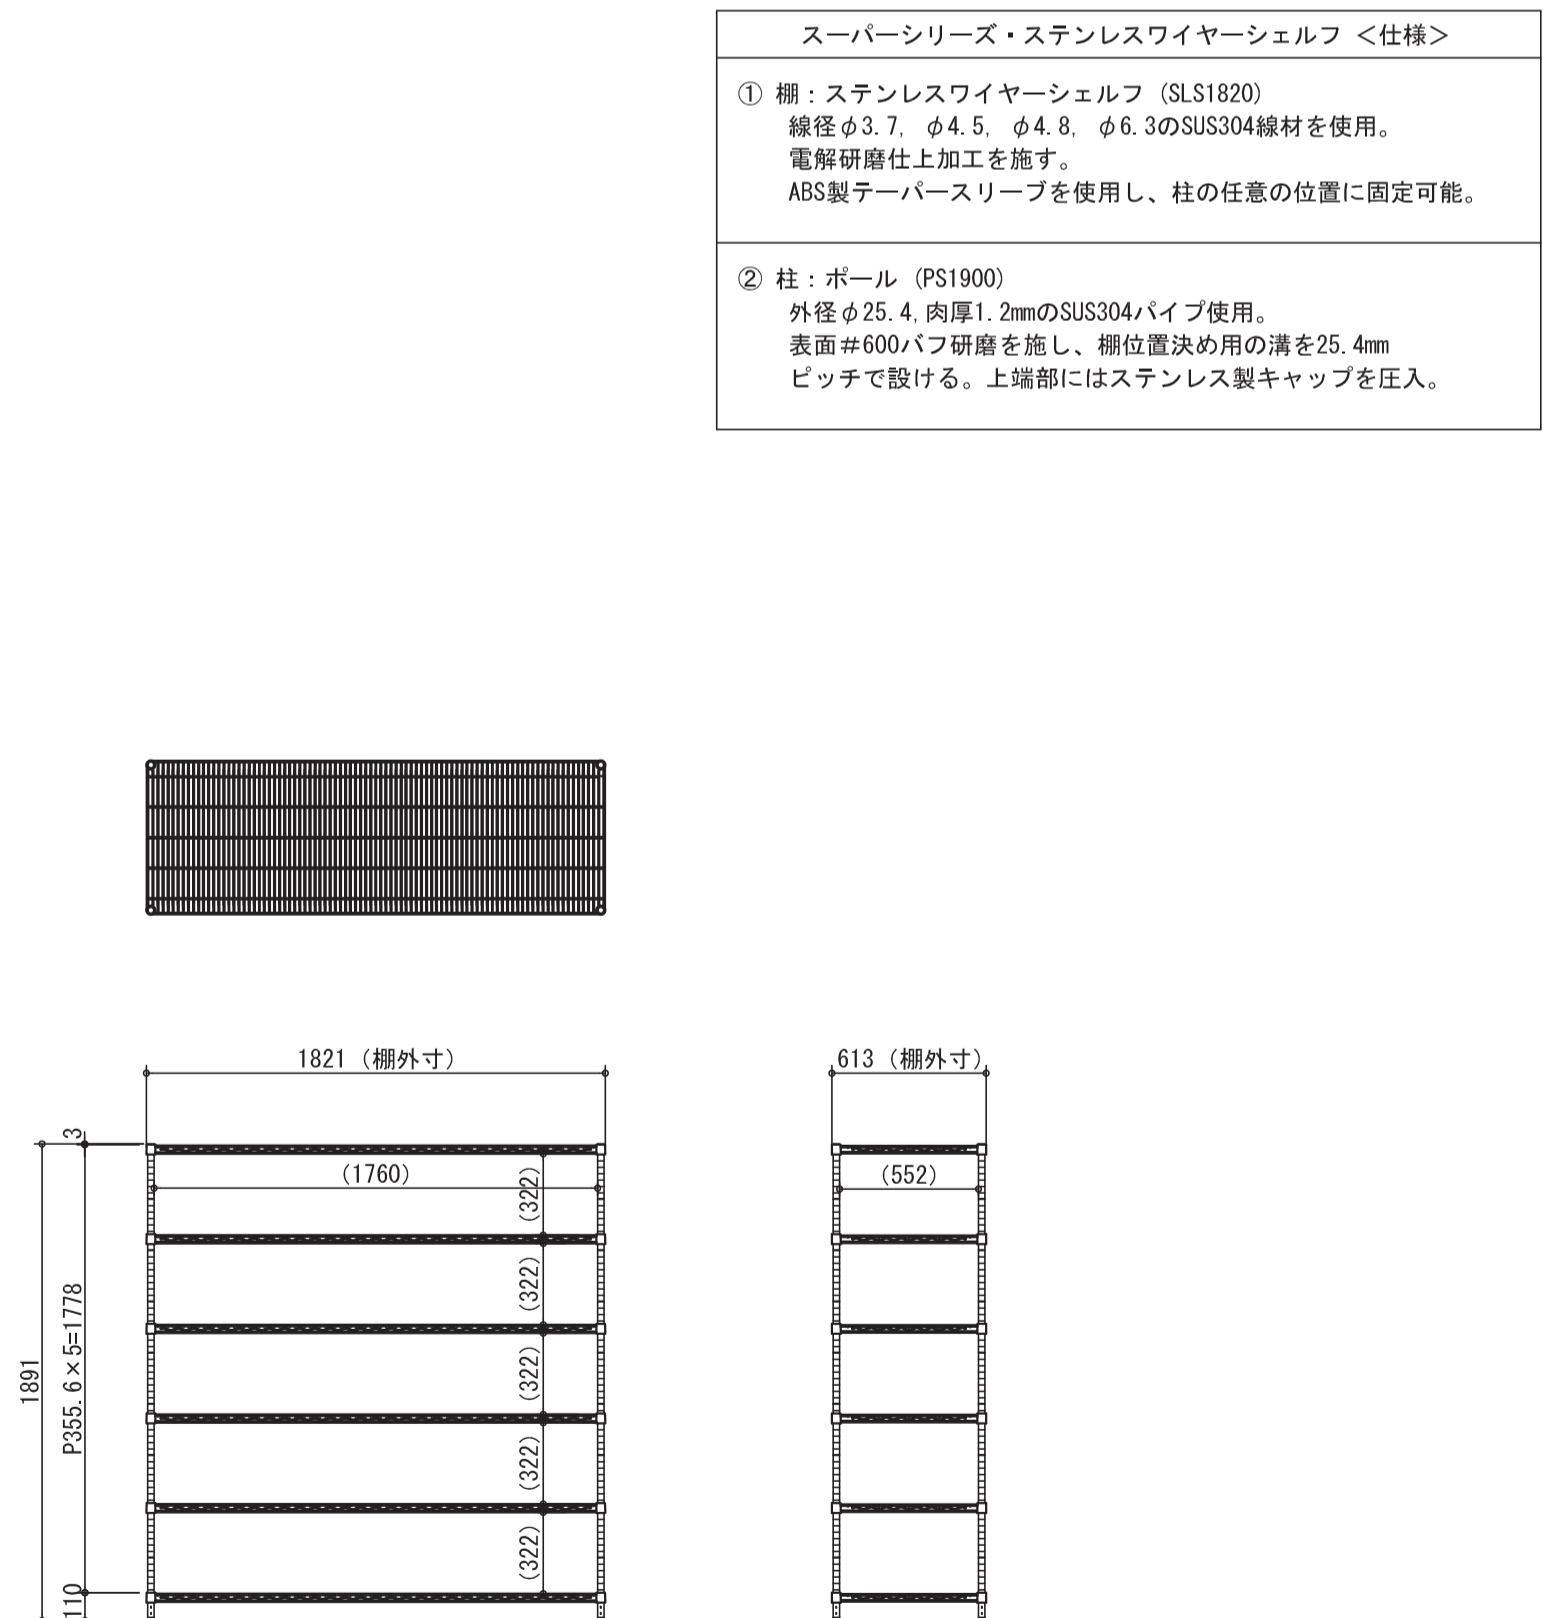 スーパーシリーズ・ステンレスワイヤーシェルフ <仕様>
① 棚：ステンレスワイヤーシェルフ (SLS1820)
線径φ3.7, φ4.5, φ4.8, φ6.3のSUS304線材を使用。
電解研磨仕上加工を施す。
ABS製テーパースリーブを使用し、柱の任意の位置に固定可能。
② 柱：ポール (PS1900)
外径φ25.4,肉厚1.2mmのSUS304パイプ使用。
表面＃600バフ研磨を施し、棚位置決め用の溝を25.4mm
ピッチで設ける。上端部にはステンレス製キャップを圧入。
1821 (棚外寸)
613 (棚外寸)
3
(1760)
(322)
(552)
(322)
P355.6×5=1778
1891
(322)
(322)
(322)
110